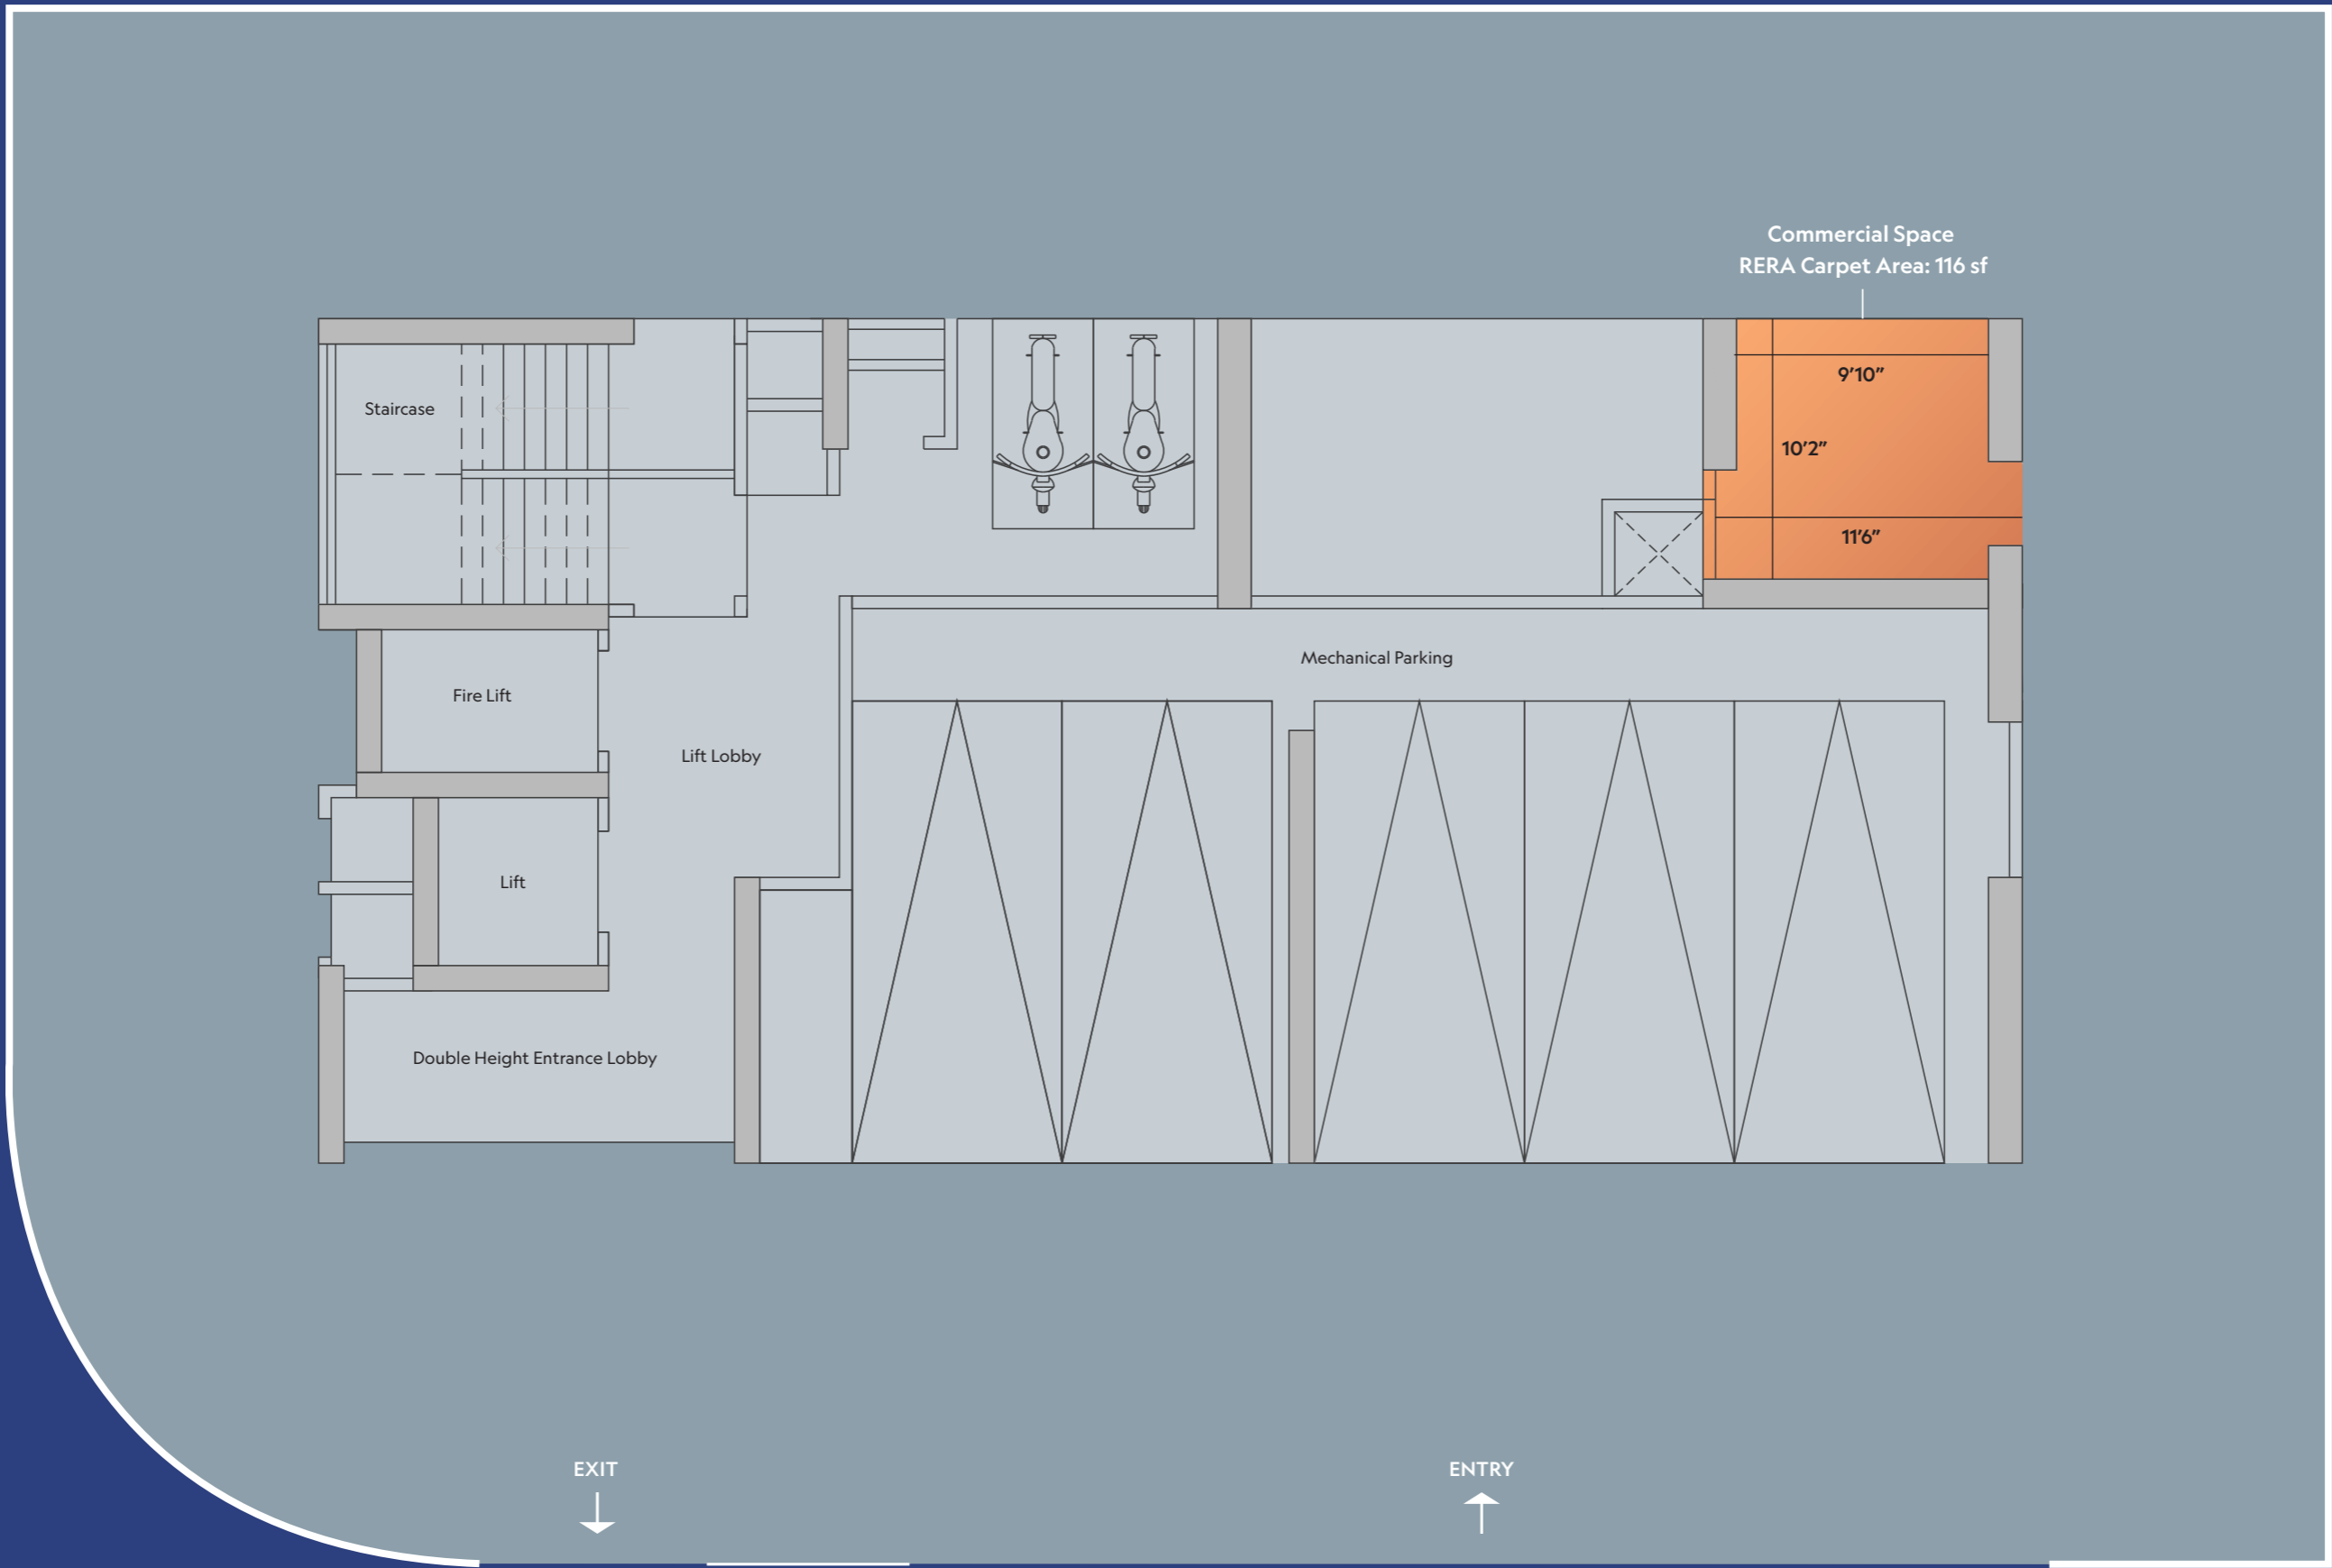 Commercial Space
RERA Carpet Area: 116 sf
9’10”
Staircase
10’2”
11’6”
Mechanical Parking
Fire Lift
Lift Lobby
Lift
Double Height Entrance Lobby
EXIT
ENTRY